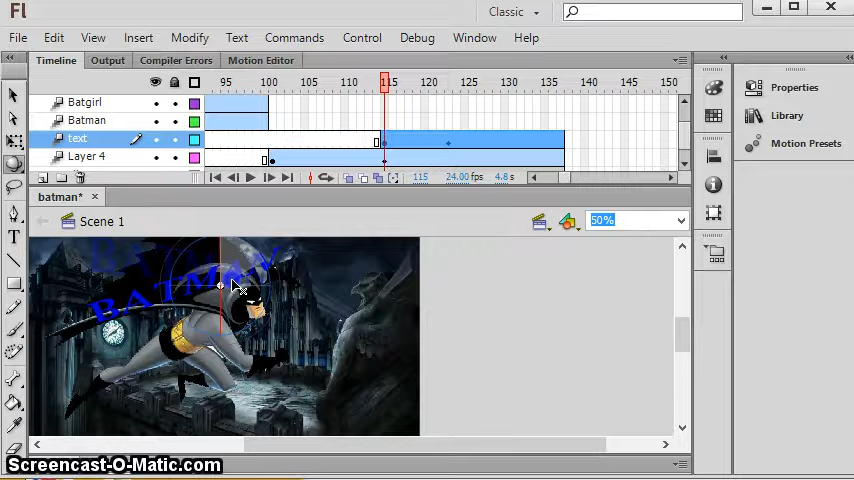 Fl
Classic
File Edit View Insert Modify Text Commands Control Debug Window Help
Timeline Output Compiler Errors Motion Editor
95 100 105 110 115 120 125 130 135 140 145 150
Batgirl
Batman
text
Layer 4
115 24.00 fps 4.8 s
batman*
Scene 1
50%
Properties
Library
Motion Presets
BATMAN
Screencast-O-Matic.com